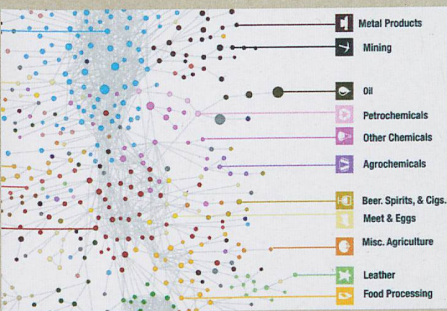 Metal Products
Mining
Oil
Petrochemicals
Other Chemicals
Agrochemicals
Beer. Spirits, & Cigs.
Meet & Eggs
Misc. Agriculture
Leather
Food Processing